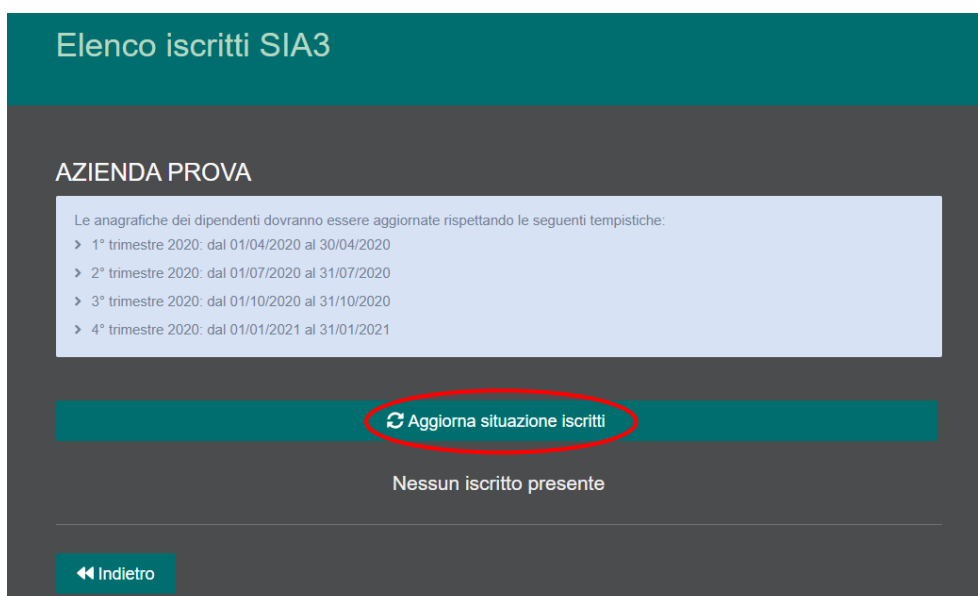 Elenco iscritti SIA3
AZIENDA PROVA
Le anagrafiche dei dipendenti dovranno essere aggiornate rispettando le seguenti tempistiche:
1° trimestre 2020: dal 01/04/2020 al 30/04/2020
2° trimestre 2020: dal 01/07/2020 al 31/07/2020
3° trimestre 2020: dal 01/10/2020 al 31/10/2020
4° trimestre 2020: dal 01/01/2021 al 31/01/2021
Aggiorna situazione iscritti
Nessun iscritto presente
Indietro